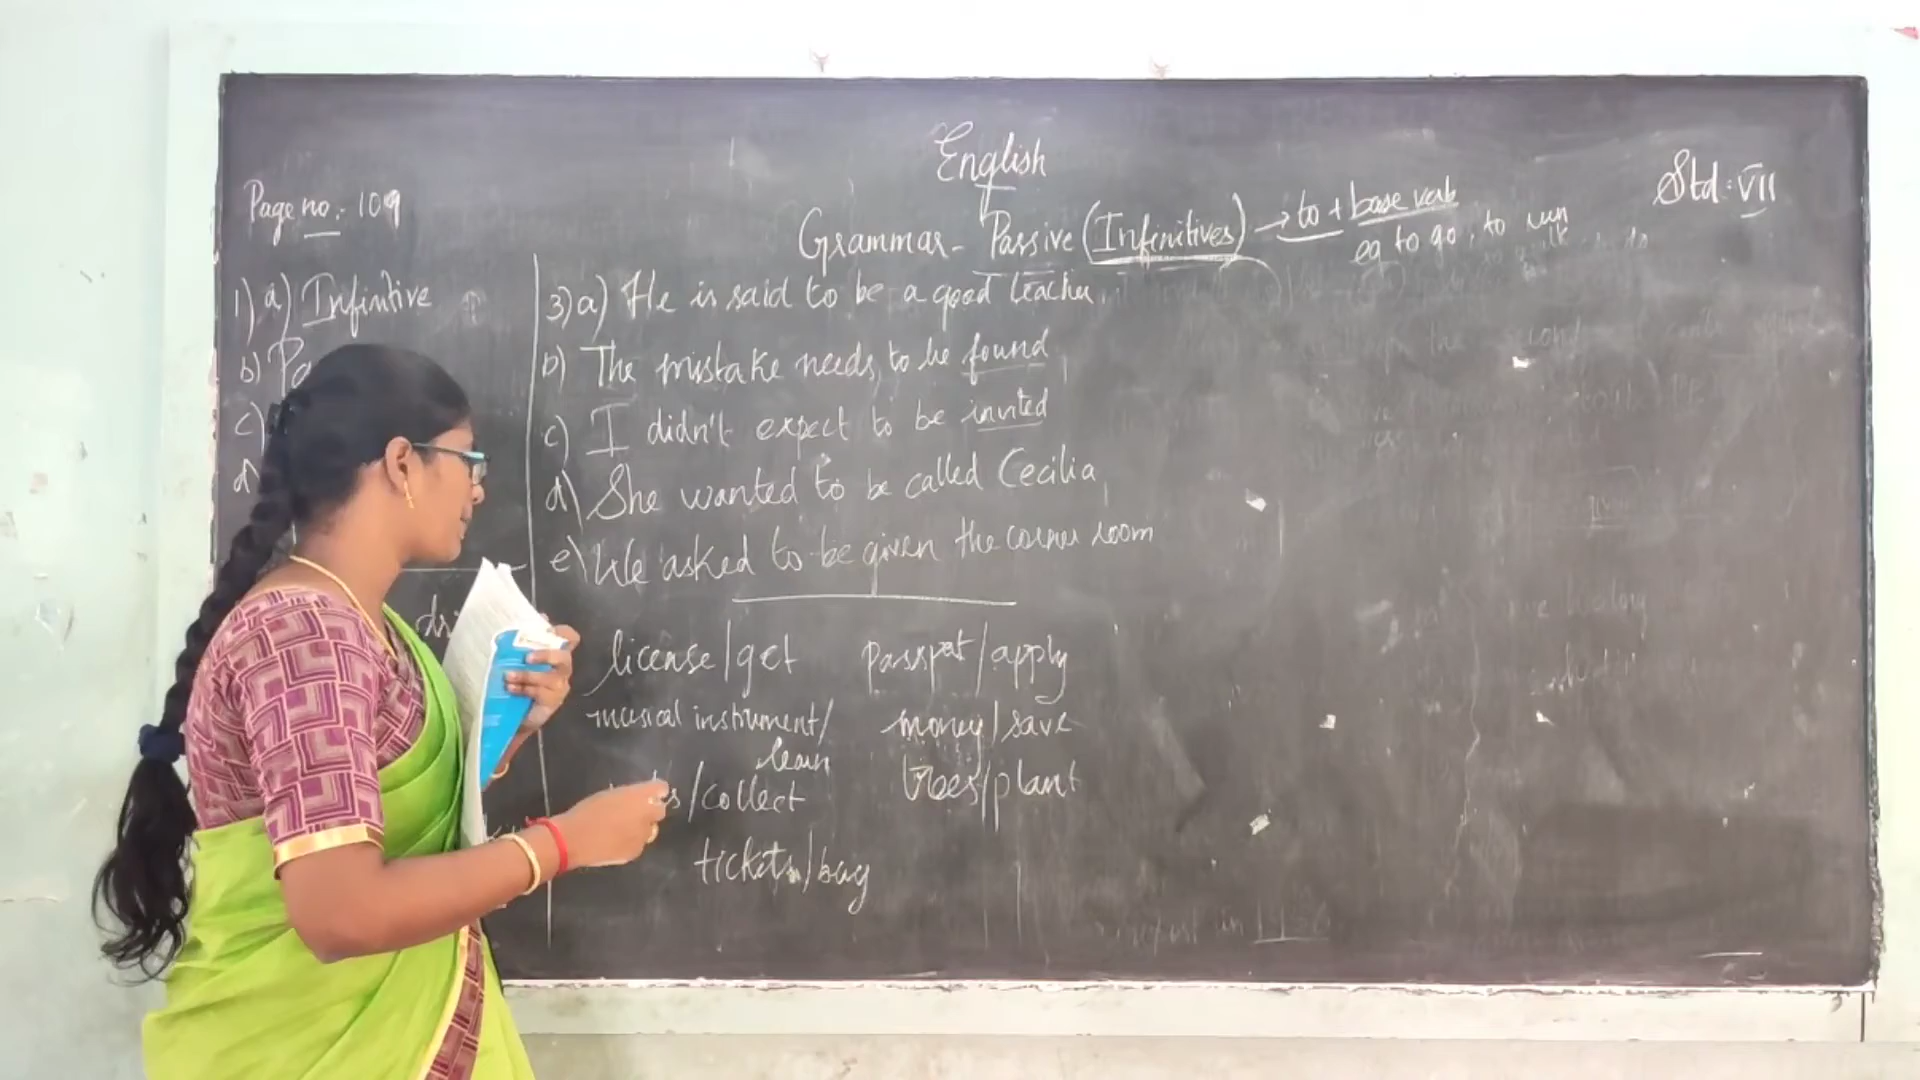 English
Std: VII
Page no:- 109
Grammar - Passive (Infinitives) → to + base verb
eg to go, to run
1) a) Infinitive
b) Pa
c)
d)
3) a) He is said to be a good teacher
b) The mistake needs to be found
c) I didn't expect to be invited
d) She wanted to be called Cecilia
e) We asked to be given the corner room
license/get passport/apply
musical instrument/ money/save
learn
/collect trees/plant
tickets/buy